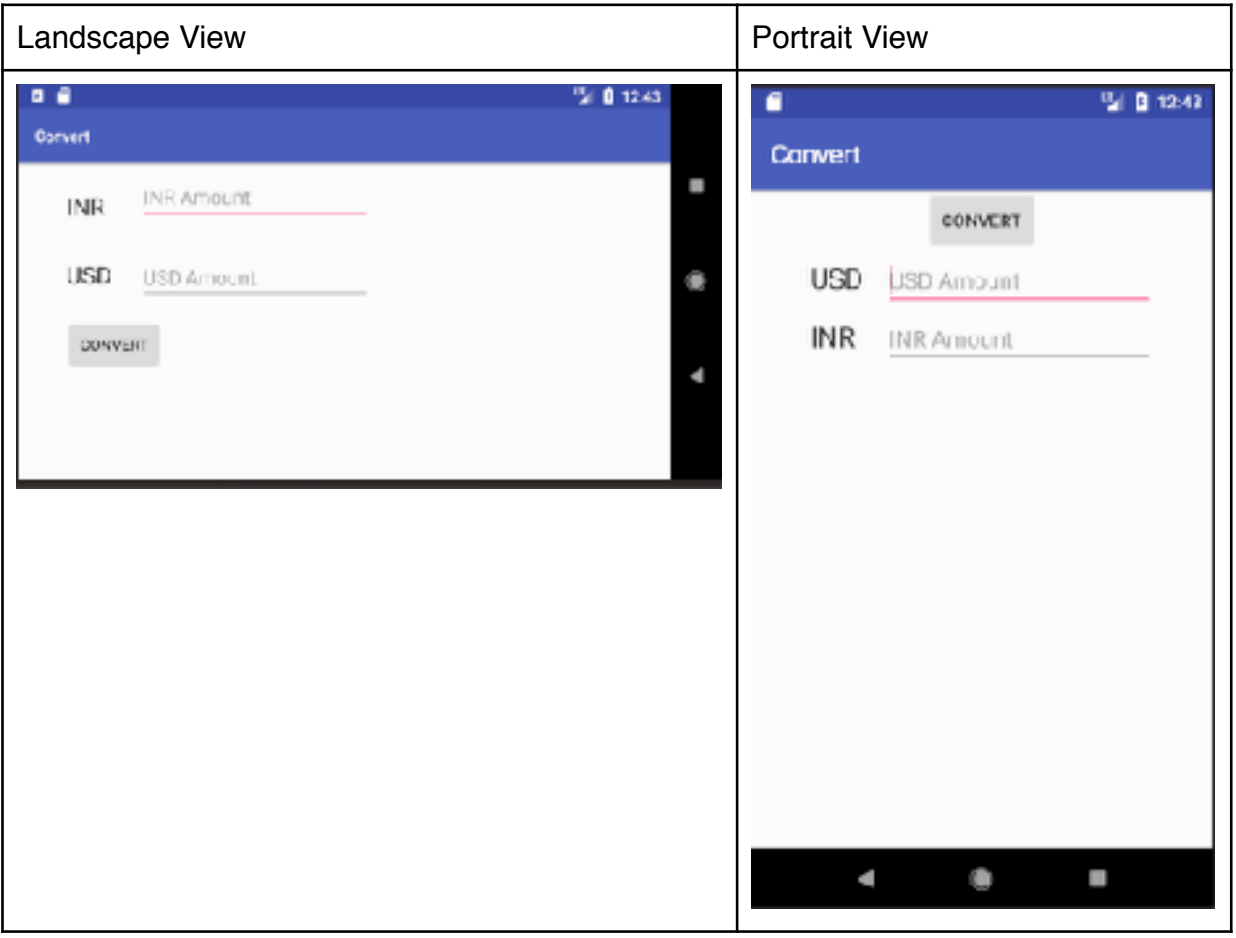 Landscape View
Portrait View
12:43
Convert
INR
INR Amount
USD
USD Amount
CONVERT
12:43
Convert
CONVERT
USD
USD Amount
INR
INR Amount